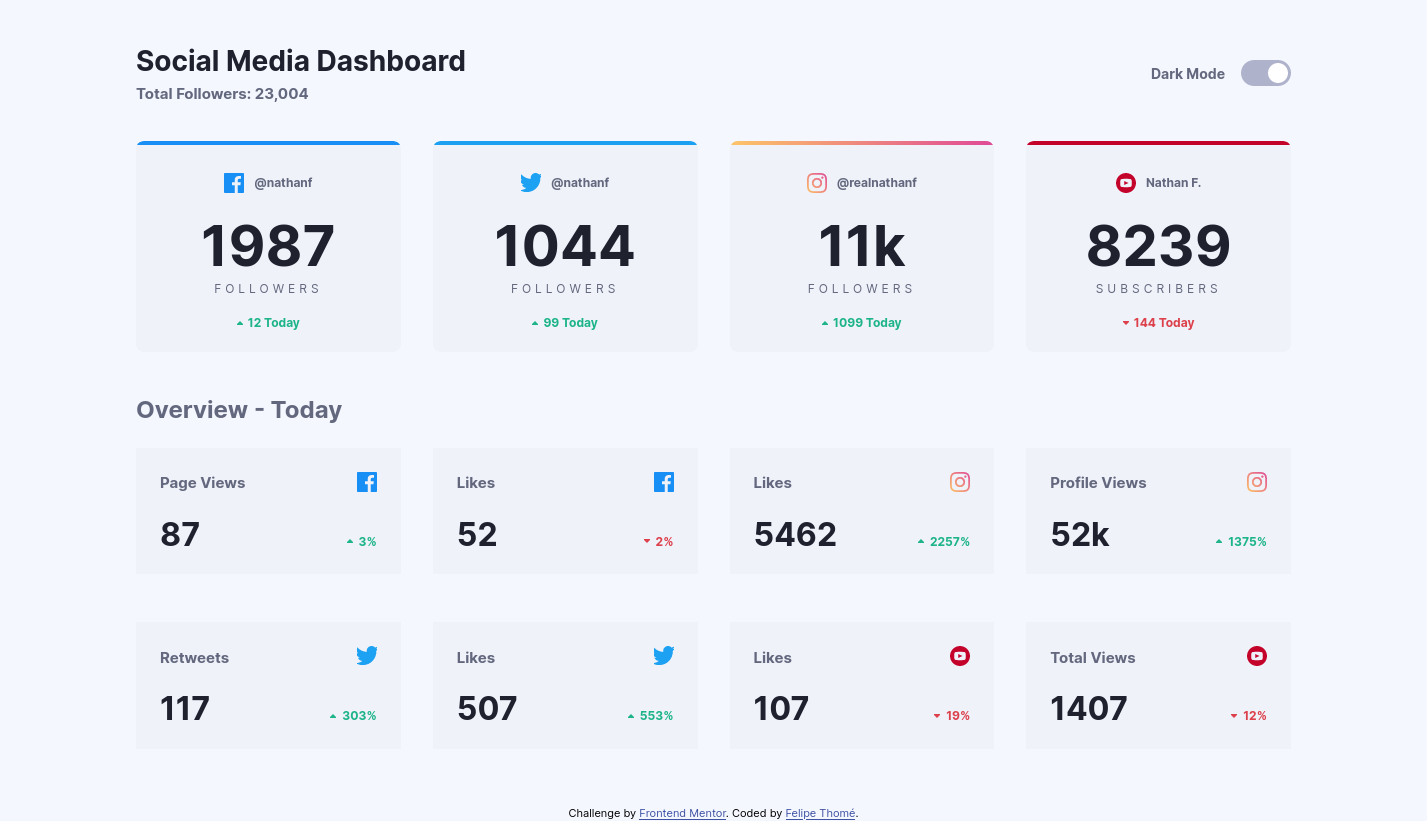 Social Media Dashboard
Total Followers: 23,004
Dark Mode
@nathanf
1987
FOLLOWERS
12 Today
@nathanf
1044
FOLLOWERS
99 Today
@realnathanf
11k
FOLLOWERS
1099 Today
Nathan F.
8239
SUBSCRIBERS
144 Today
Overview - Today
Page Views
87
3%
Likes
52
2%
Likes
5462
2257%
Profile Views
52k
1375%
Retweets
117
303%
Likes
507
553%
Likes
107
19%
Total Views
1407
12%
Challenge by Frontend Mentor. Coded by Felipe Thomé.